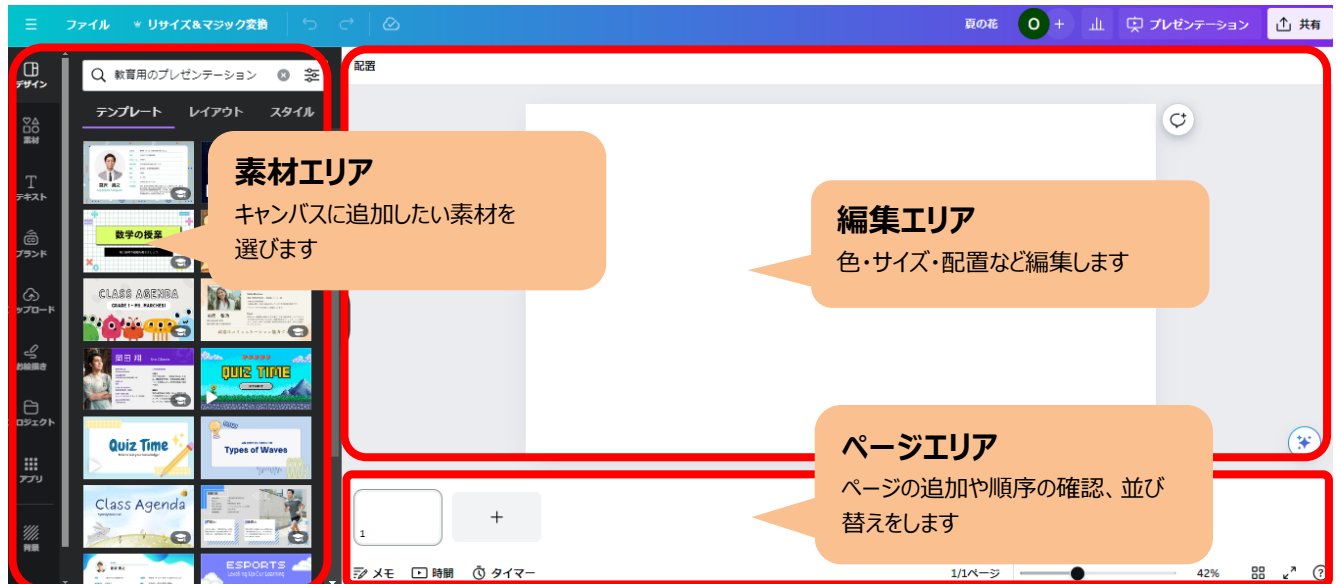 ファイル
リサイズ&マジック変換
夏の花
O
+
プレゼンテーション
共有
デザイン
素材
テキスト
ブランド
ップロード
お絵描き
ロジェクト
アプリ
背景
教育用のプレゼンテーション
テンプレート
レイアウト
スタイル
数学の授業
CLASS AGENDA
GRADE 1 - MS. MARCHESI
QUIZ TIME
Quiz Time
Types of Waves
Class Agenda
ESPORTS
配置
素材エリア
キャンバスに追加したい素材を
選びます
編集エリア
色・サイズ・配置など編集します
ページエリア
ページの追加や順序の確認、並び
替えをします
1
+
メモ
時間
タイマー
1/1ページ
42%